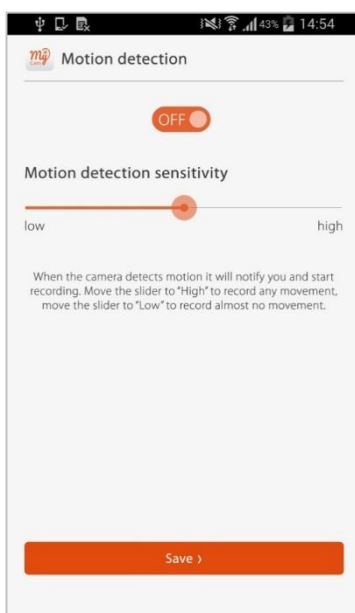 43% 14:54
my Cam Motion detection
OFF
Motion detection sensitivity
low high
When the camera detects motion it will notify you and start
recording. Move the slider to “High” to record any movement,
move the slider to “Low” to record almost no movement.
Save ›